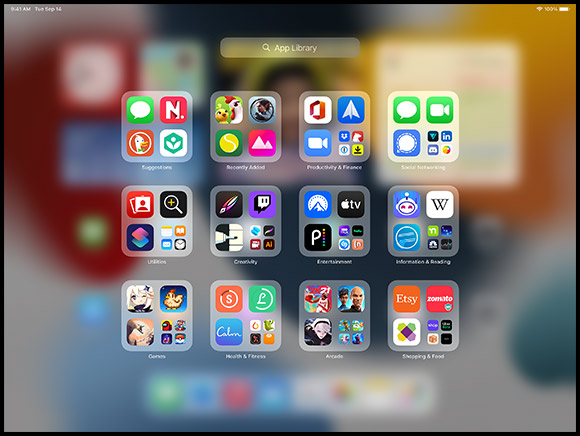 9:41 AM Tue Sep 14
100%
App Library
Suggestions
Recently Added
Productivity & Finance
Social Networking
Utilities
Creativity
tv
Entertainment
W
Information & Reading
Calm
Games
Health & Fitness
Arcade
Etsy
zomato
Shopping & Food